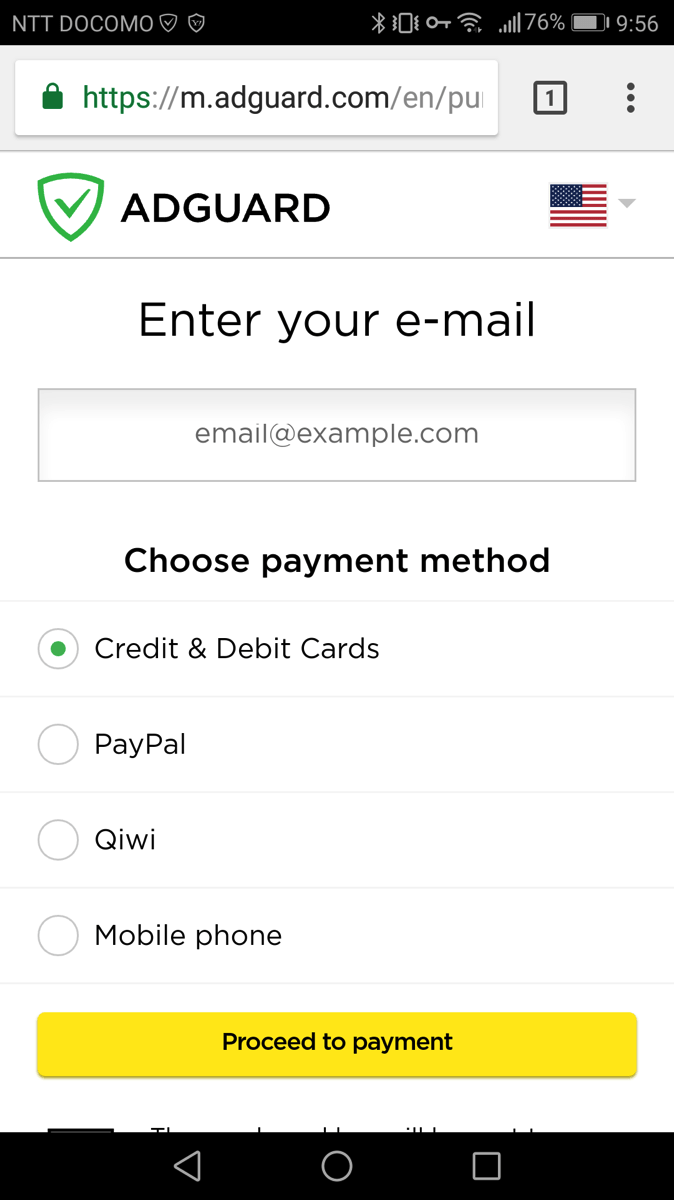 NTT DOCOMO 76% 9:56
https://m.adguard.com/en/pu
1
ADGUARD
Enter your e-mail
email@example.com
Choose payment method
Credit & Debit Cards
PayPal
Qiwi
Mobile phone
Proceed to payment